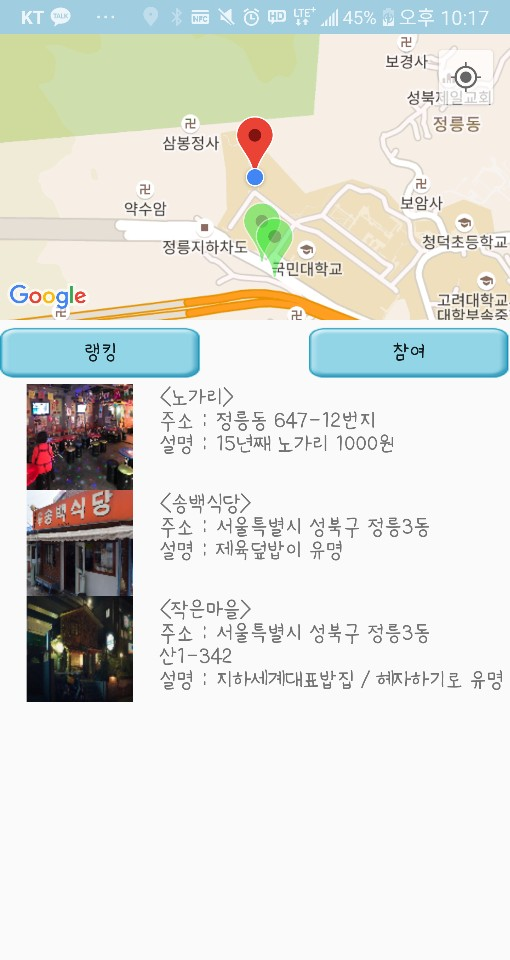 KT TALK ... NFC HD LTE+ 45% 오후 10:17
보경사
성북제일교회
정릉동
삼봉정사
약수암
보암사
정릉지하차도
국민대학교
청덕초등학교
고려대학교
대학부속중
Google
랭킹
참여
<노가리>
주소 : 정릉동 647-12번지
설명 : 15년째 노가리 1000원
송백식당
<송백식당>
주소 : 서울특별시 성북구 정릉3동
설명 : 제육덮밥이 유명
<작은마을>
주소 : 서울특별시 성북구 정릉3동
산1-342
설명 : 지하세계대표밥집 / 혜자하기로 유명